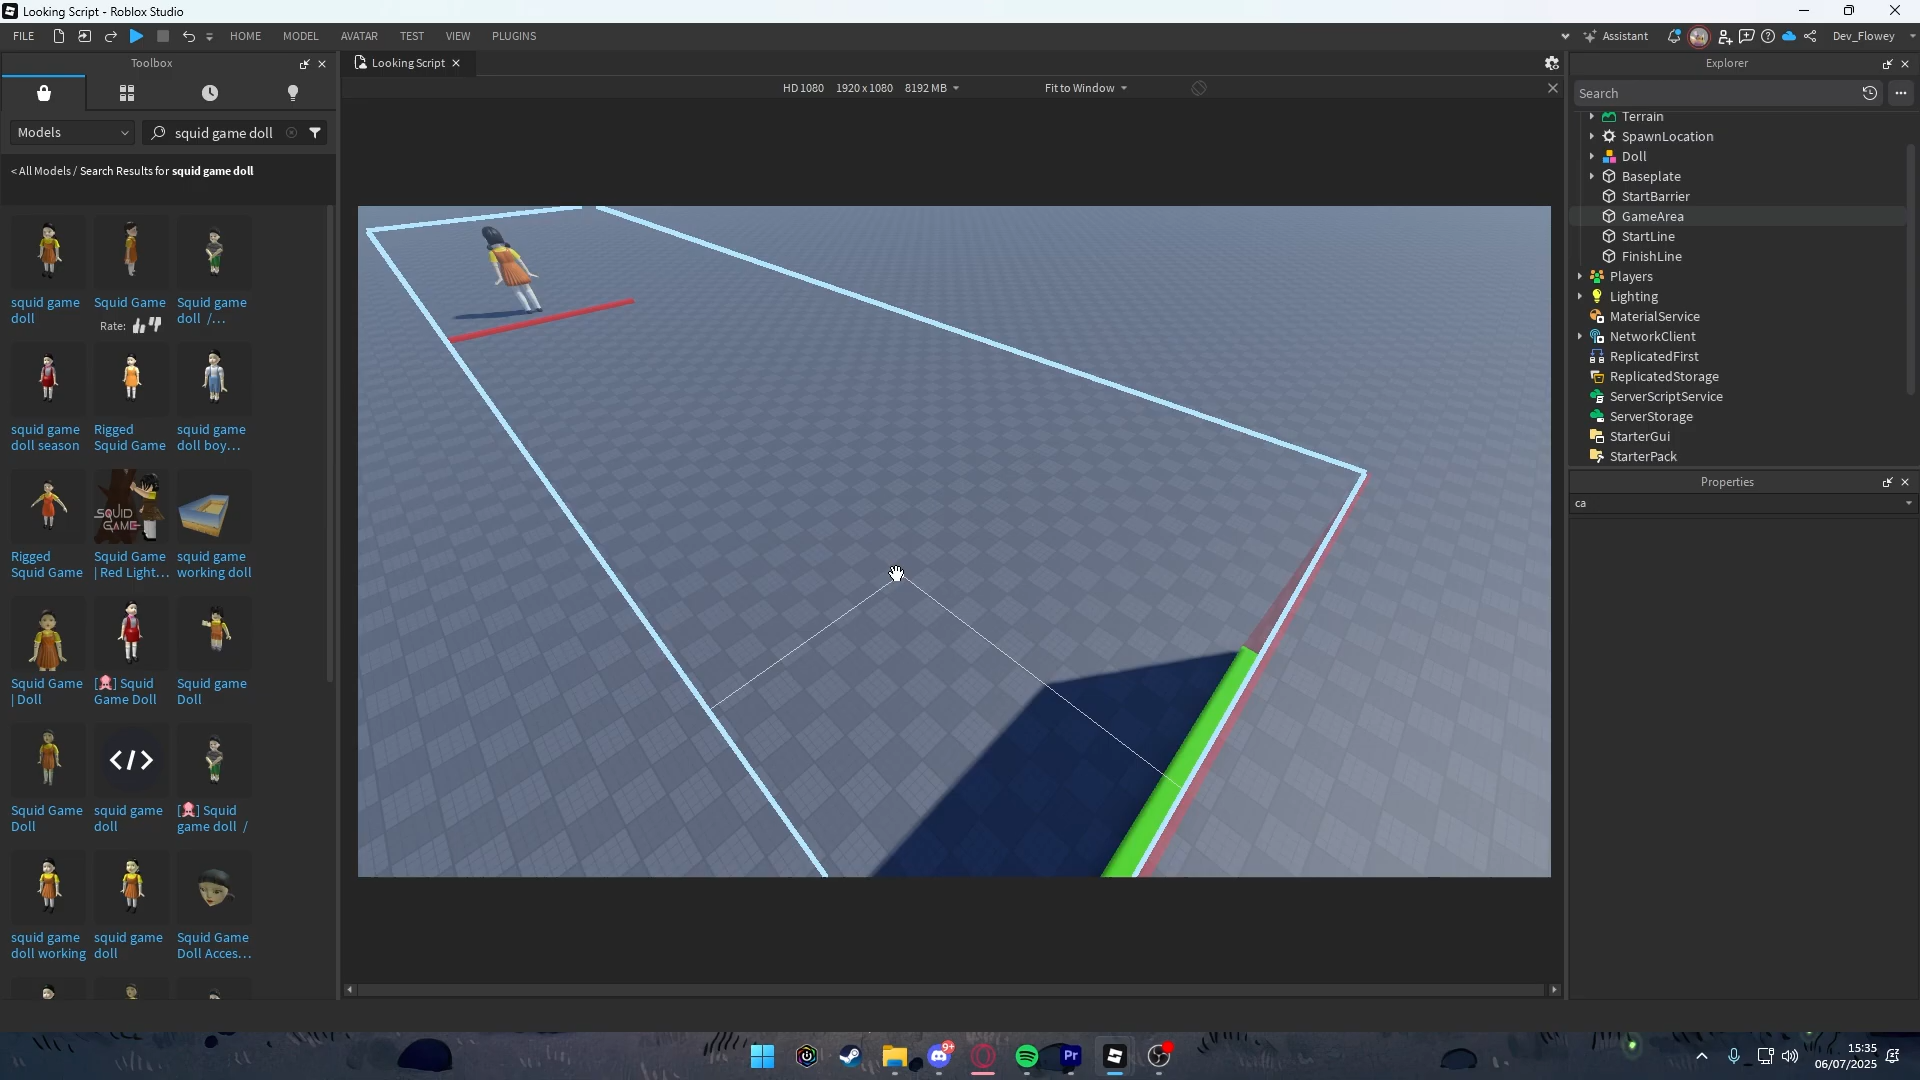 Looking Script - Roblox Studio
FILE HOME MODEL AVATAR TEST VIEW PLUGINS Assistant Dev_Flowey
Toolbox
Models squid game doll
< All Models / Search Results for squid game doll
squid game doll
Squid Game
Rate:
Squid game doll /...
squid game doll season
Rigged Squid Game
squid game doll boy...
Rigged Squid Game
SQUID GAME
Squid Game | Red Light...
squid game working doll
Squid Game | Doll
[🦑] Squid Game Doll
Squid game Doll
Squid Game Doll
squid game doll
[🦑] Squid game doll /
squid game doll working
squid game doll
Squid Game Doll Acces...
Looking Script
HD 1080 1920 x 1080 8192 MB Fit to Window
Explorer
Search
Terrain
SpawnLocation
Doll
Baseplate
StartBarrier
GameArea
StartLine
FinishLine
Players
Lighting
MaterialService
NetworkClient
ReplicatedFirst
ReplicatedStorage
ServerScriptService
ServerStorage
StarterGui
StarterPack
Properties
ca
9+
Pr
15:35
06/07/2025